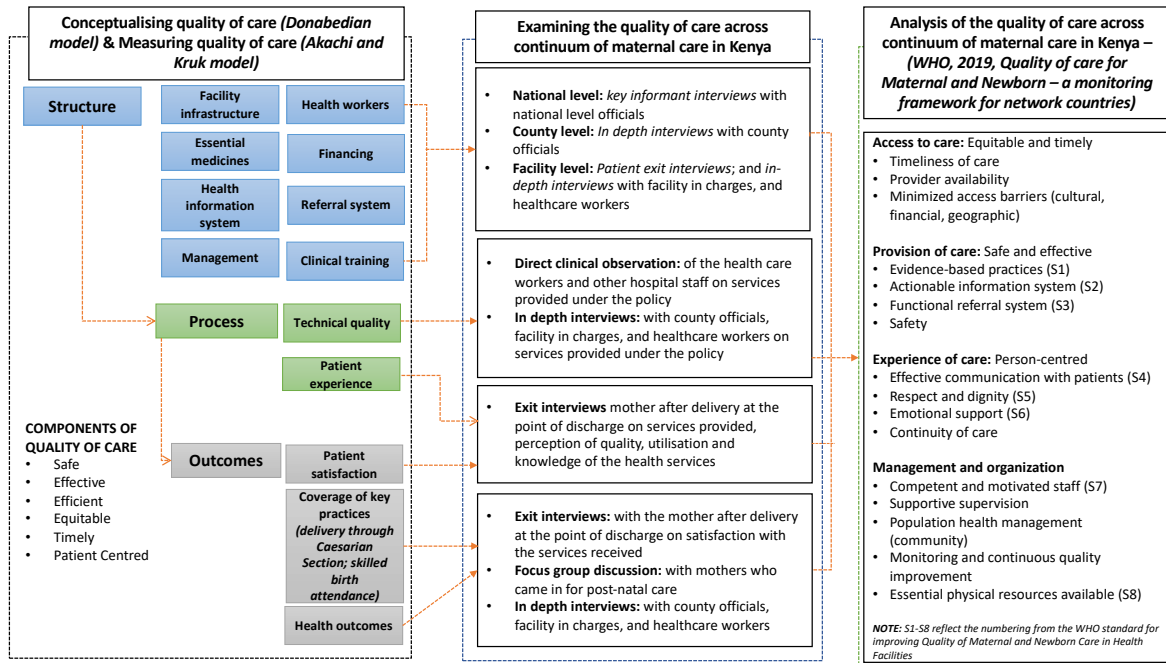 Conceptualising quality of care (Donabedian
model) & Measuring quality of care (Akachi and
Kruk model)
Structure
Facility
infrastructure
Health workers
Essential
medicines
Financing
Health
information
system
Referral system
Management
Clinical training
Process
Technical quality
Patient
experience
COMPONENTS OF
QUALITY OF CARE
• Safe
• Effective
• Efficient
• Equitable
• Timely
• Patient Centred
Outcomes
Patient
satisfaction
Coverage of key
practices
(delivery through
Caesarian
Section; skilled
birth
attendance)
Health outcomes
Examining the quality of care across
continuum of maternal care in Kenya
• National level: key informant interviews with
national level officials
• County level: In depth interviews with county
officials
• Facility level: Patient exit interviews; and in-
depth interviews with facility in charges, and
healthcare workers
• Direct clinical observation: of the health care
workers and other hospital staff on services
provided under the policy
• In depth interviews: with county officials,
facility in charges, and healthcare workers on
services provided under the policy
• Exit interviews mother after delivery at the
point of discharge on services provided,
perception of quality, utilisation and
knowledge of the health services
• Exit interviews: with the mother after delivery
at the point of discharge on satisfaction with
the services received
• Focus group discussion: with mothers who
came in for post-natal care
• In depth interviews: with county officials,
facility in charges, and healthcare workers
Analysis of the quality of care across
continuum of maternal care in Kenya –
(WHO, 2019, Quality of care for
Maternal and Newborn – a monitoring
framework for network countries)
Access to care: Equitable and timely
• Timeliness of care
• Provider availability
• Minimized access barriers (cultural,
financial, geographic)
Provision of care: Safe and effective
• Evidence-based practices (S1)
• Actionable information system (S2)
• Functional referral system (S3)
• Safety
Experience of care: Person-centred
• Effective communication with patients (S4)
• Respect and dignity (S5)
• Emotional support (S6)
• Continuity of care
Management and organization
• Competent and motivated staff (S7)
• Supportive supervision
• Population health management
(community)
• Monitoring and continuous quality
improvement
• Essential physical resources available (S8)
NOTE: S1-S8 reflect the numbering from the WHO standard for
improving Quality of Maternal and Newborn Care in Health
Facilities